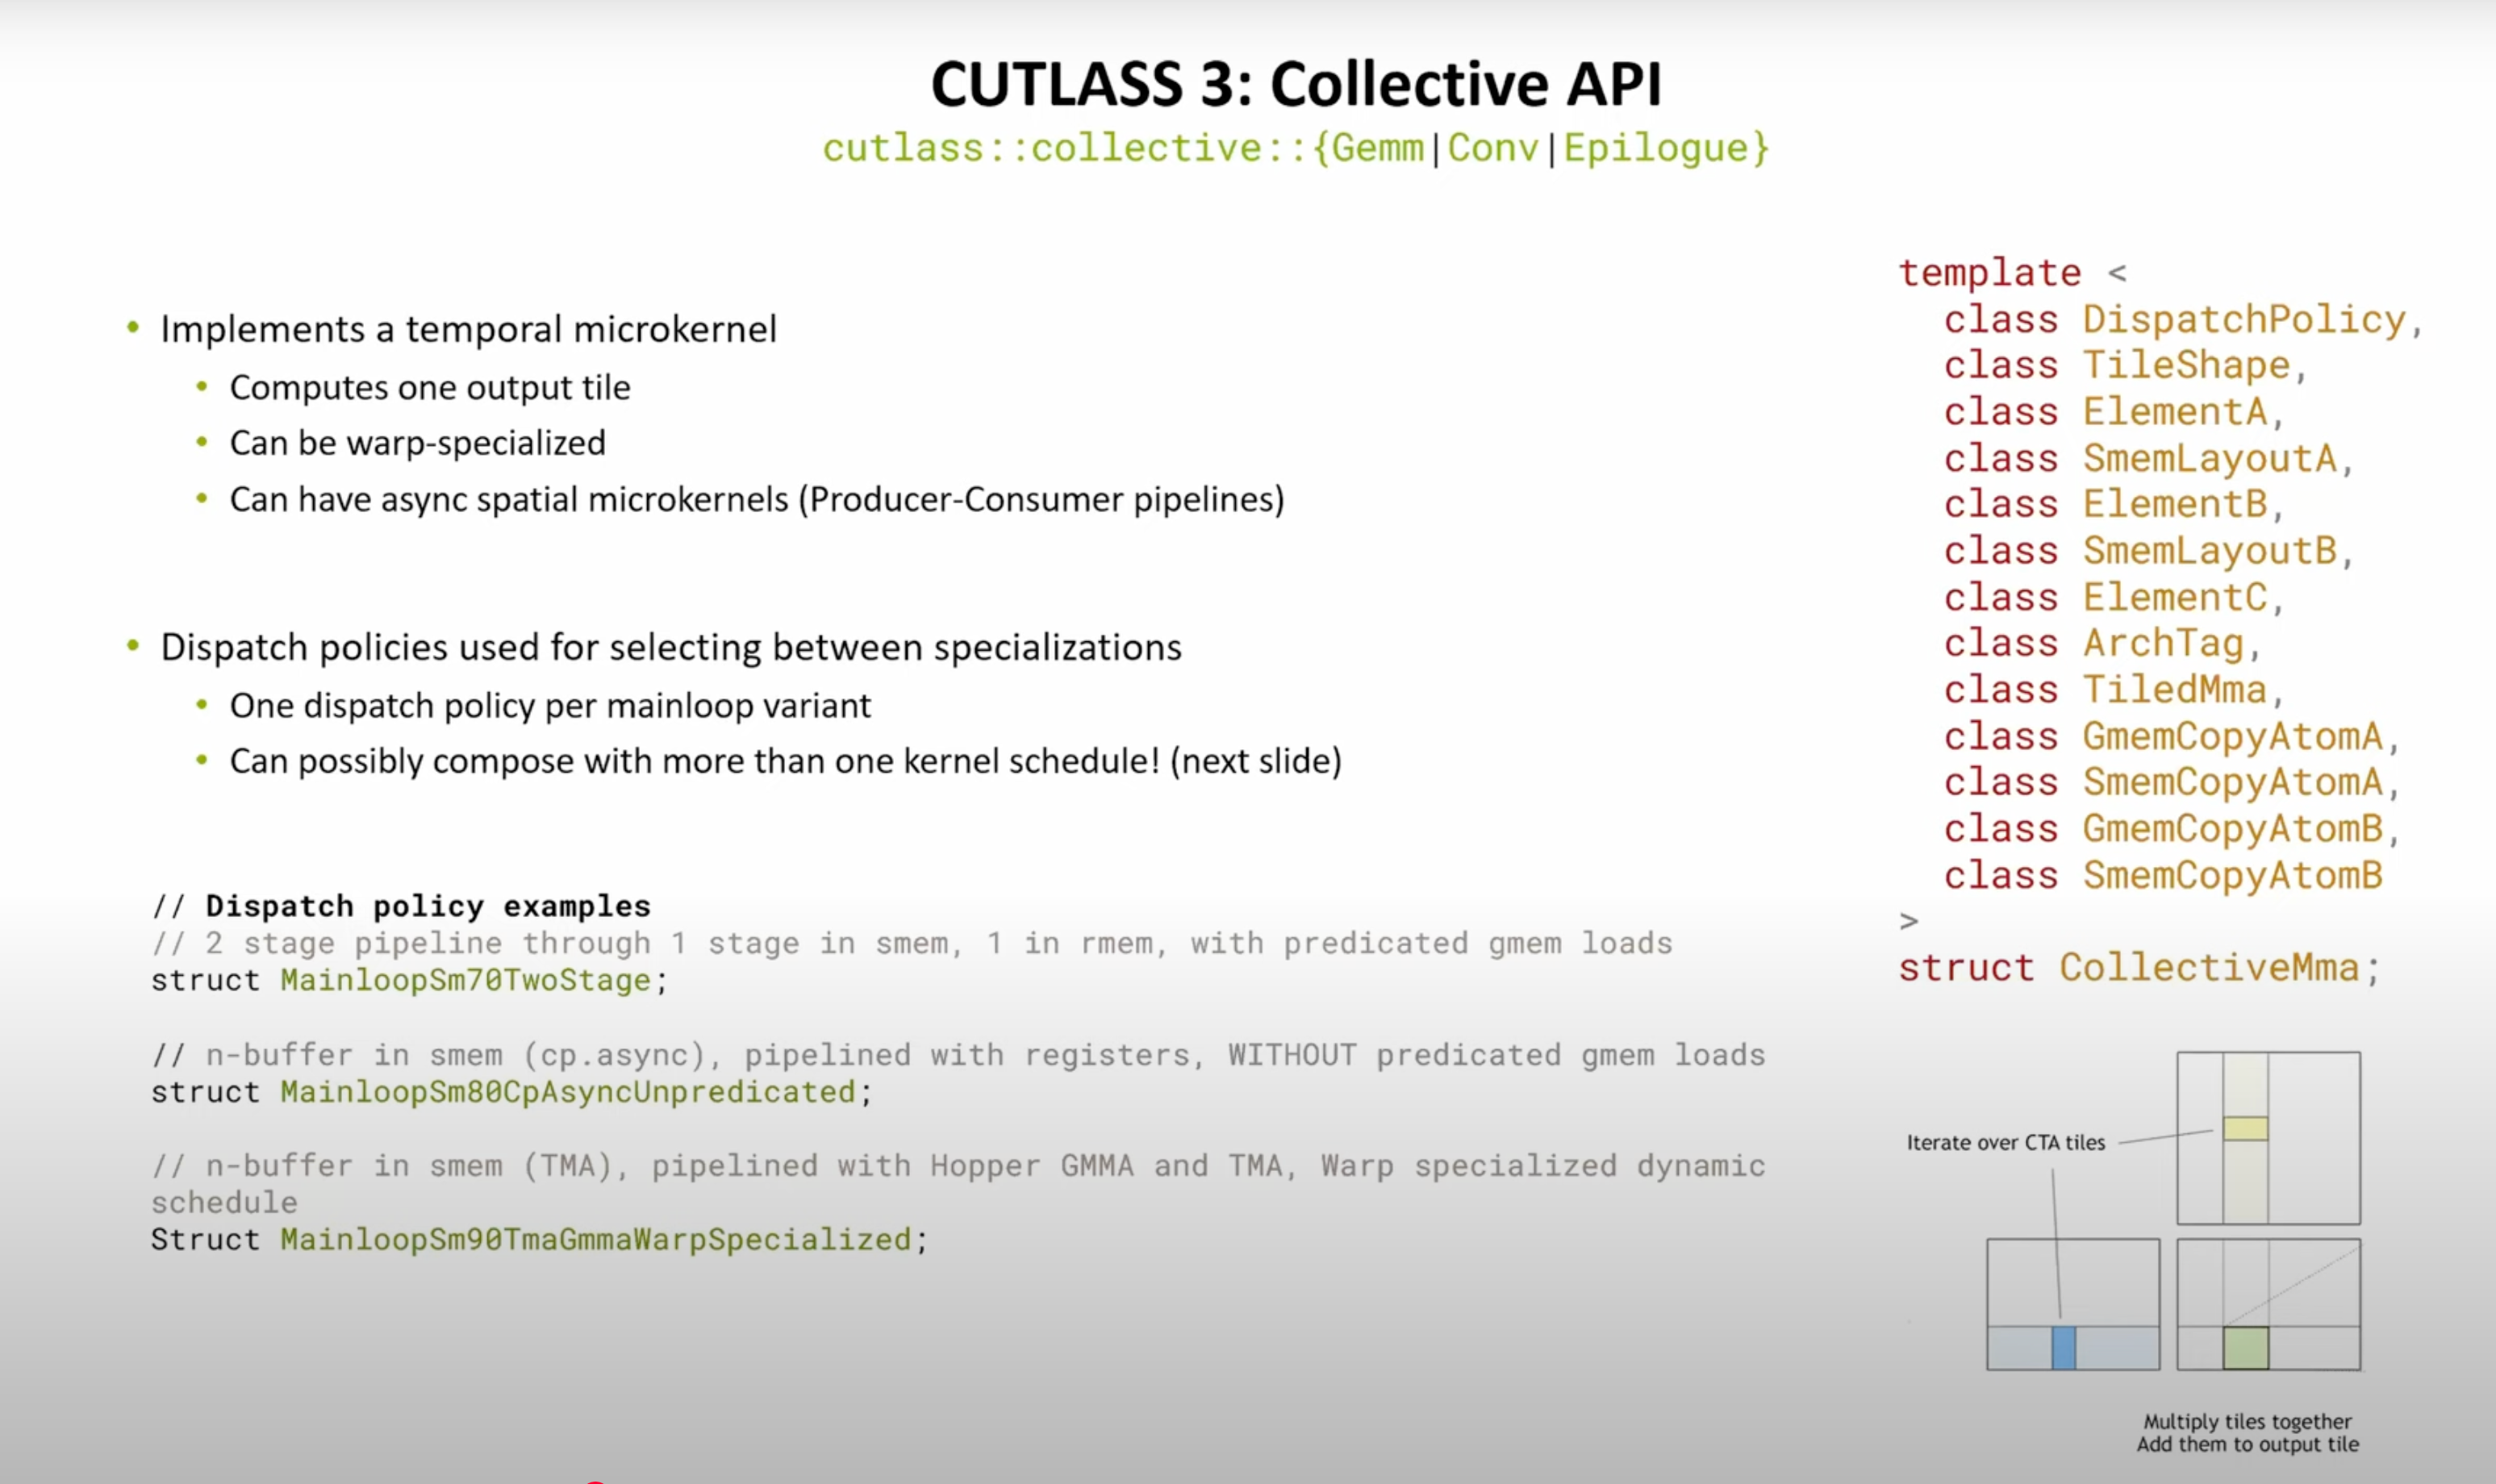 CUTLASS 3: Collective API
cutlass::collective::{Gemm|Conv|Epilogue}
• Implements a temporal microkernel
• Computes one output tile
• Can be warp-specialized
• Can have async spatial microkernels (Producer-Consumer pipelines)
• Dispatch policies used for selecting between specializations
• One dispatch policy per mainloop variant
• Can possibly compose with more than one kernel schedule! (next slide)
// Dispatch policy examples
// 2 stage pipeline through 1 stage in smem, 1 in rmem, with predicated gmem loads
struct MainloopSm70TwoStage;
// n-buffer in smem (cp.async), pipelined with registers, WITHOUT predicated gmem loads
struct MainloopSm80CpAsyncUnpredicated;
// n-buffer in smem (TMA), pipelined with Hopper GMMA and TMA, Warp specialized dynamic
schedule
Struct MainloopSm90TmaGmmaWarpSpecialized;
template <
class DispatchPolicy,
class TileShape,
class ElementA,
class SmemLayoutA,
class ElementB,
class SmemLayoutB,
class ElementC,
class ArchTag,
class TiledMma,
class GmemCopyAtomA,
class SmemCopyAtomA,
class GmemCopyAtomB,
class SmemCopyAtomB
>
struct CollectiveMma;
Iterate over CTA tiles
Multiply tiles together
Add them to output tile